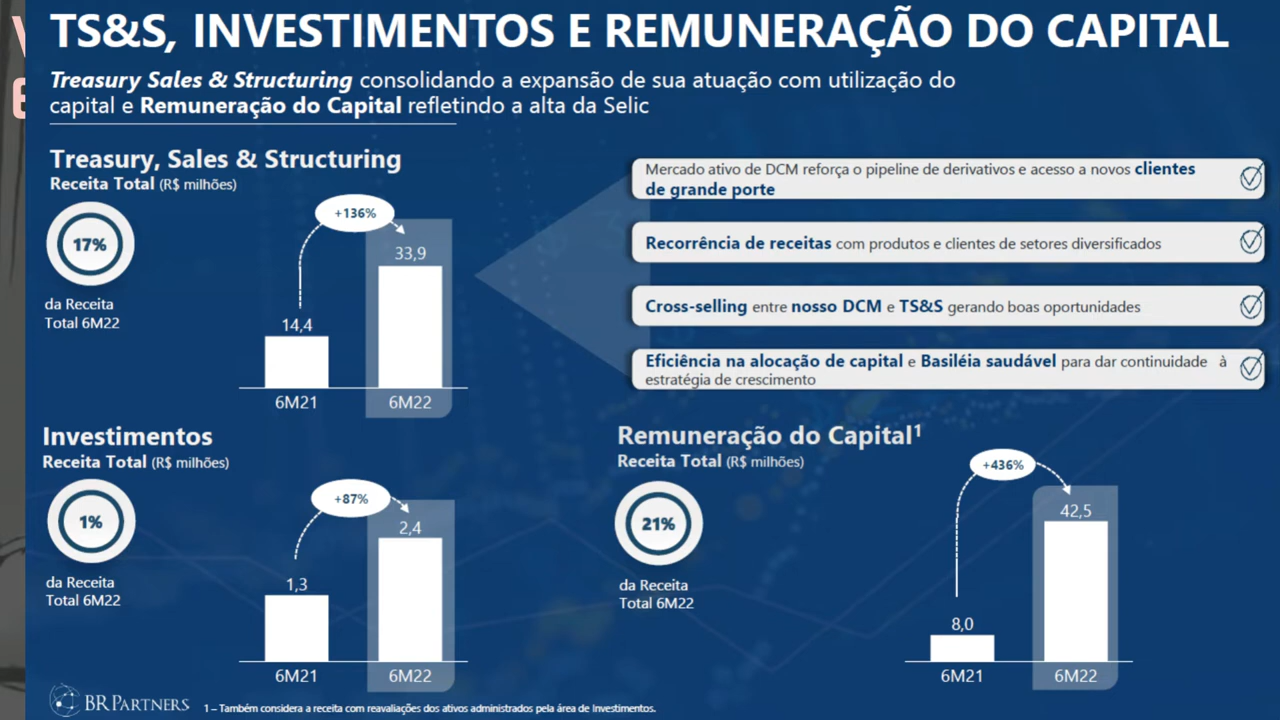 TS&S, INVESTIMENTOS E REMUNERAÇÃO DO CAPITAL
Treasury Sales & Structuring consolidando a expansão de sua atuação com utilização do
capital e Remuneração do Capital refletindo a alta da Selic
Treasury, Sales & Structuring
Receita Total (R$ milhões)
17%
da Receita
Total 6M22
+136%
14,4
33,9
6M21
6M22
Mercado ativo de DCM reforça o pipeline de derivativos e acesso a novos clientes
de grande porte
Recorrência de receitas com produtos e clientes de setores diversificados
Cross-selling entre nosso DCM e TS&S gerando boas oportunidades
Eficiência na alocação de capital e Basiléia saudável para dar continuidade à
estratégia de crescimento
Investimentos
Receita Total (R$ milhões)
1%
da Receita
Total 6M22
+87%
1,3
2,4
6M21
6M22
Remuneração do Capital¹
Receita Total (R$ milhões)
21%
da Receita
Total 6M22
+436%
8,0
42,5
6M21
6M22
BR PARTNERS
1 – Também considera a receita com reavaliações dos ativos administrados pela área de Investimentos.